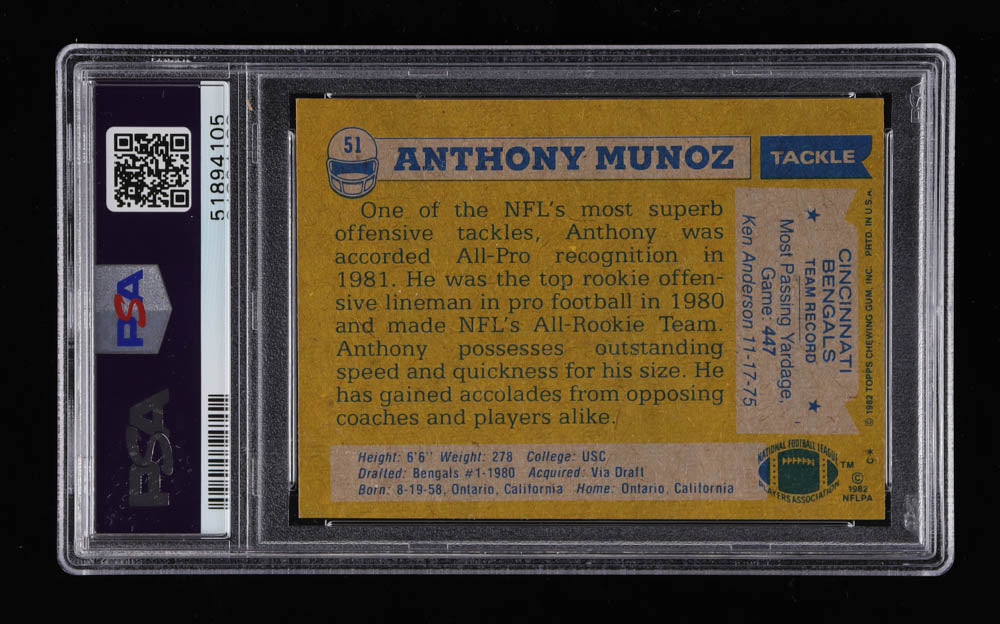 51894105
PSA
PSA
51
ANTHONY MUNOZ
TACKLE
One of the NFL's most superb
offensive tackles, Anthony was
accorded All-Pro recognition in
1981. He was the top rookie offen-
sive lineman in pro football in 1980
and made NFL's All-Rookie Team.
Anthony possesses outstanding
speed and quickness for his size. He
has gained accolades from opposing
coaches and players alike.
CINCINNATI
BENGALS
TEAM RECORD
Most Passing Yardage,
Game: 447
Ken Anderson 11-17-75
© 1982 TOPPS CHEWING GUM, INC. PRTD. IN U.S.A.
Height: 6'6" Weight: 278 College: USC
Drafted: Bengals #1-1980 Acquired: Via Draft
Born: 8-19-58, Ontario, California Home: Ontario, California
NATIONAL FOOTBALL LEAGUE
PLAYERS ASSOCIATION
TM
©
1982
NFLPA
C*